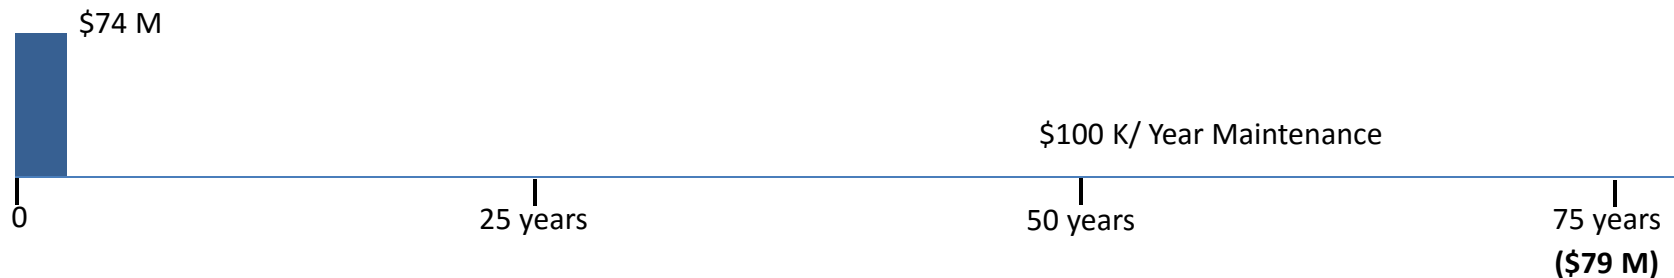 $74 M
$100 K/ Year Maintenance
0
25 years
50 years
75 years
($79 M)